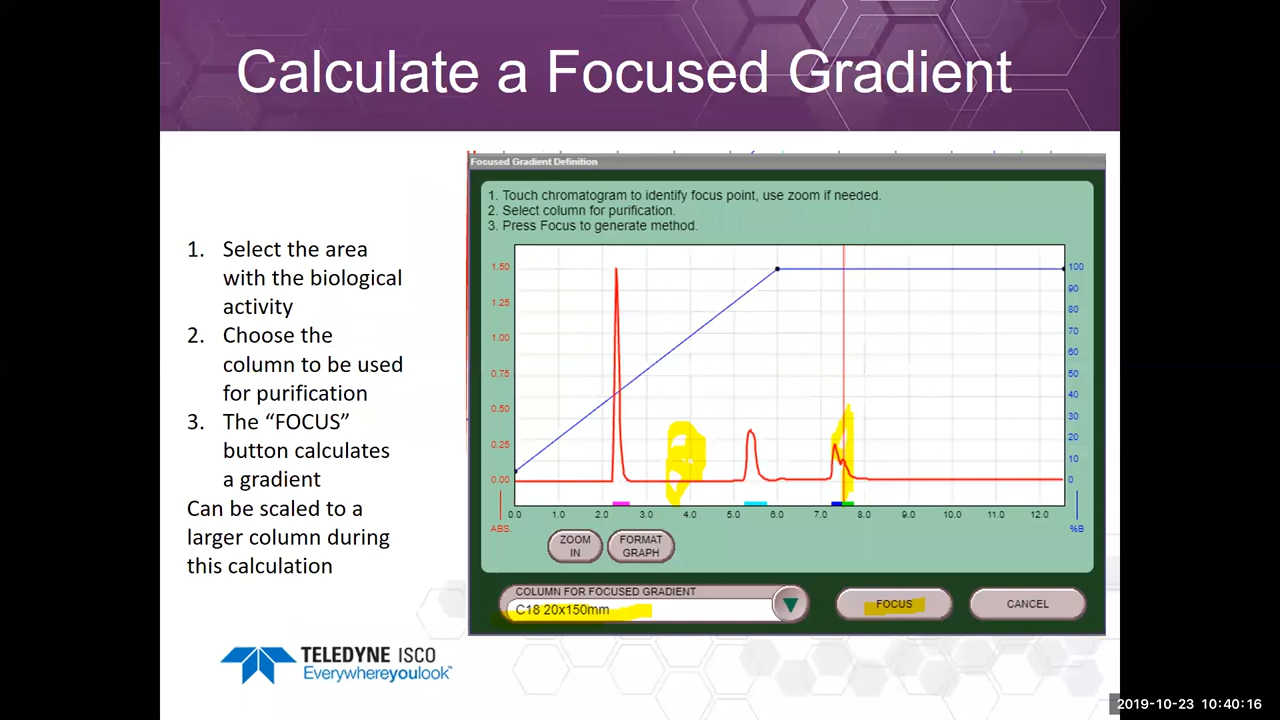 Calculate a Focused Gradient
1. Select the area
with the biological
activity
2. Choose the
column to be used
for purification
3. The “FOCUS”
button calculates
a gradient
Can be scaled to a
larger column during
this calculation
Focused Gradient Definition
1. Touch chromatogram to identify focus point, use zoom if needed.
2. Select column for purification.
3. Press Focus to generate method.
1.50
1.25
1.00
0.75
0.50
0.25
0.00
ABS.
100
90
80
70
60
50
40
30
20
10
0
%B
0.0 1.0 2.0 3.0 4.0 5.0 6.0 7.0 8.0 9.0 10.0 11.0 12.0
ZOOM
IN
FORMAT
GRAPH
COLUMN FOR FOCUSED GRADIENT
C18 20x150mm
FOCUS
CANCEL
TELEDYNE ISCO
Everywhereyoulook™
2019-10-23 10:40:16